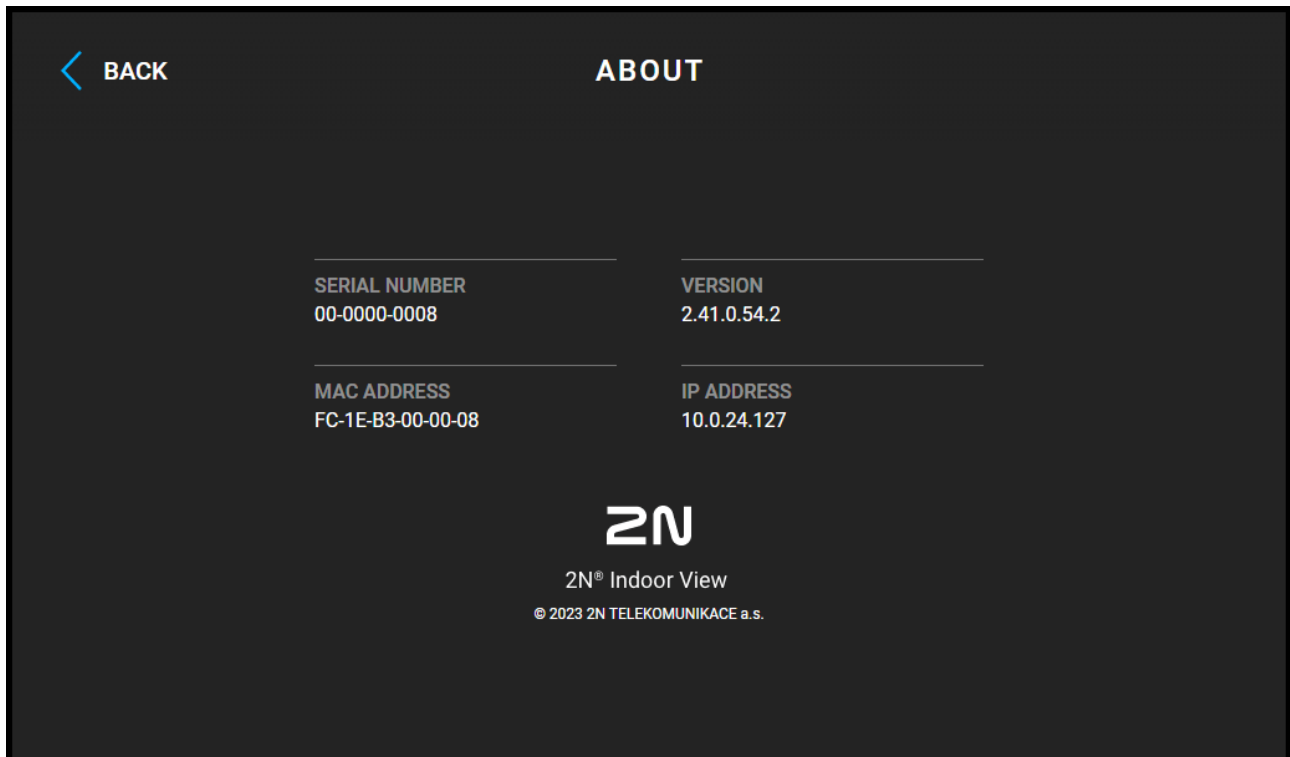 BACK
ABOUT
SERIAL NUMBER
00-0000-0008
VERSION
2.41.0.54.2
MAC ADDRESS
FC-1E-B3-00-00-08
IP ADDRESS
10.0.24.127
2N
2N® Indoor View
© 2023 2N TELEKOMUNIKACE a.s.